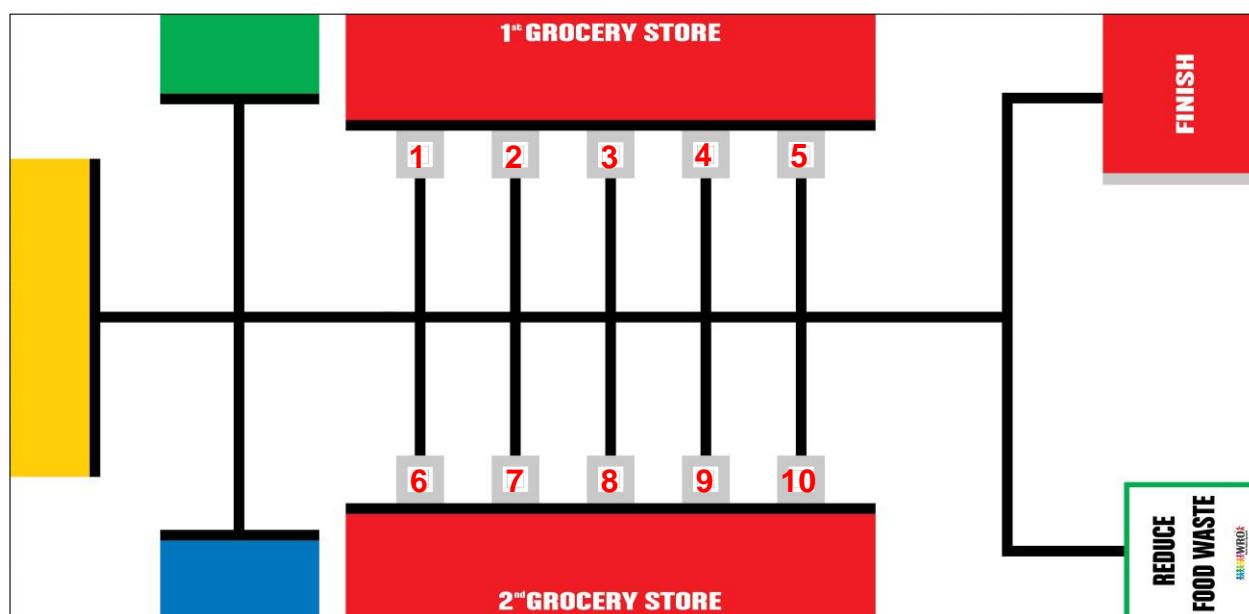 1st GROCERY STORE
FINISH
1 2 3 4 5
6 7 8 9 10
REDUCE
FOOD WASTE
WRO
2nd GROCERY STORE